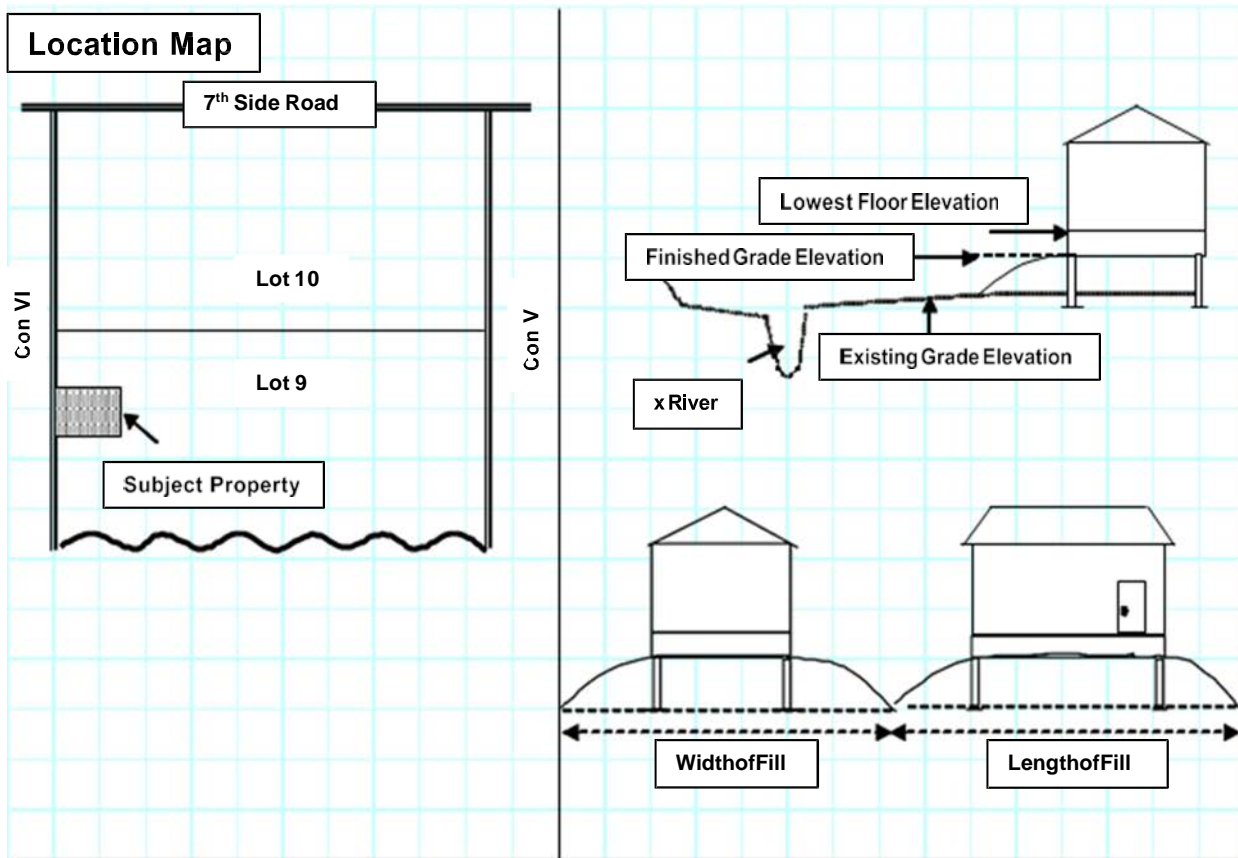 Location Map
7th Side Road
Lot 10
Con VI
Con V
Lot 9
Subject Property
Lowest Floor Elevation
Finished Grade Elevation
Existing Grade Elevation
x River
WidthofFill
LengthofFill